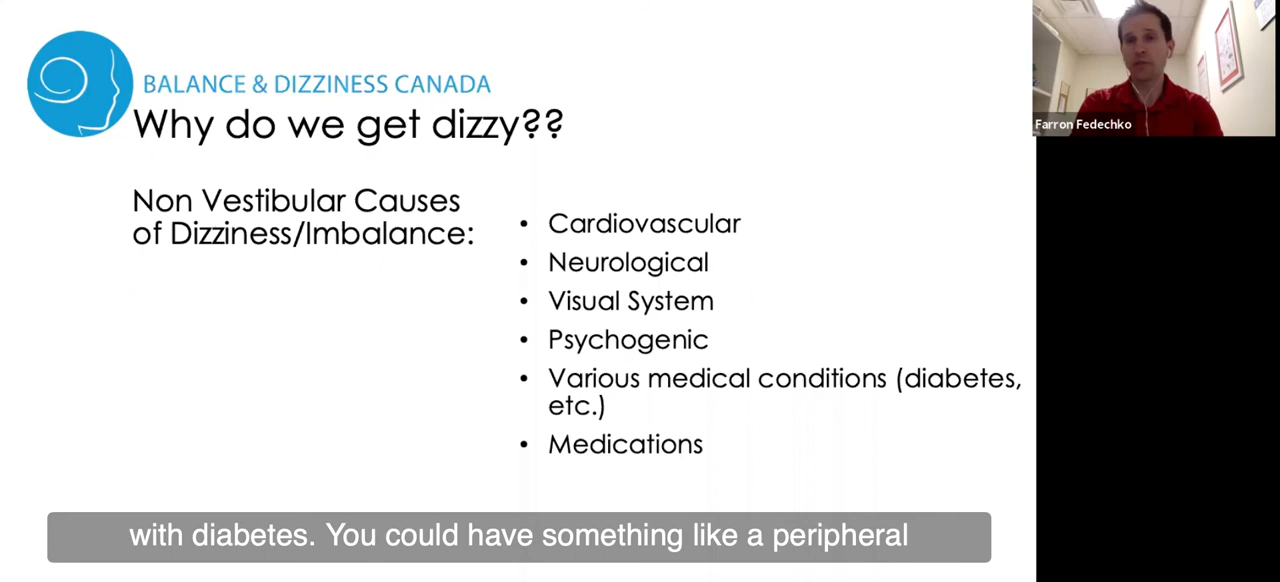 BALANCE & DIZZINESS CANADA
Why do we get dizzy??
Non Vestibular Causes
of Dizziness/Imbalance:
• Cardiovascular
• Neurological
• Visual System
• Psychogenic
• Various medical conditions (diabetes,
etc.)
• Medications
with diabetes. You could have something like a peripheral
Farron Fedechko